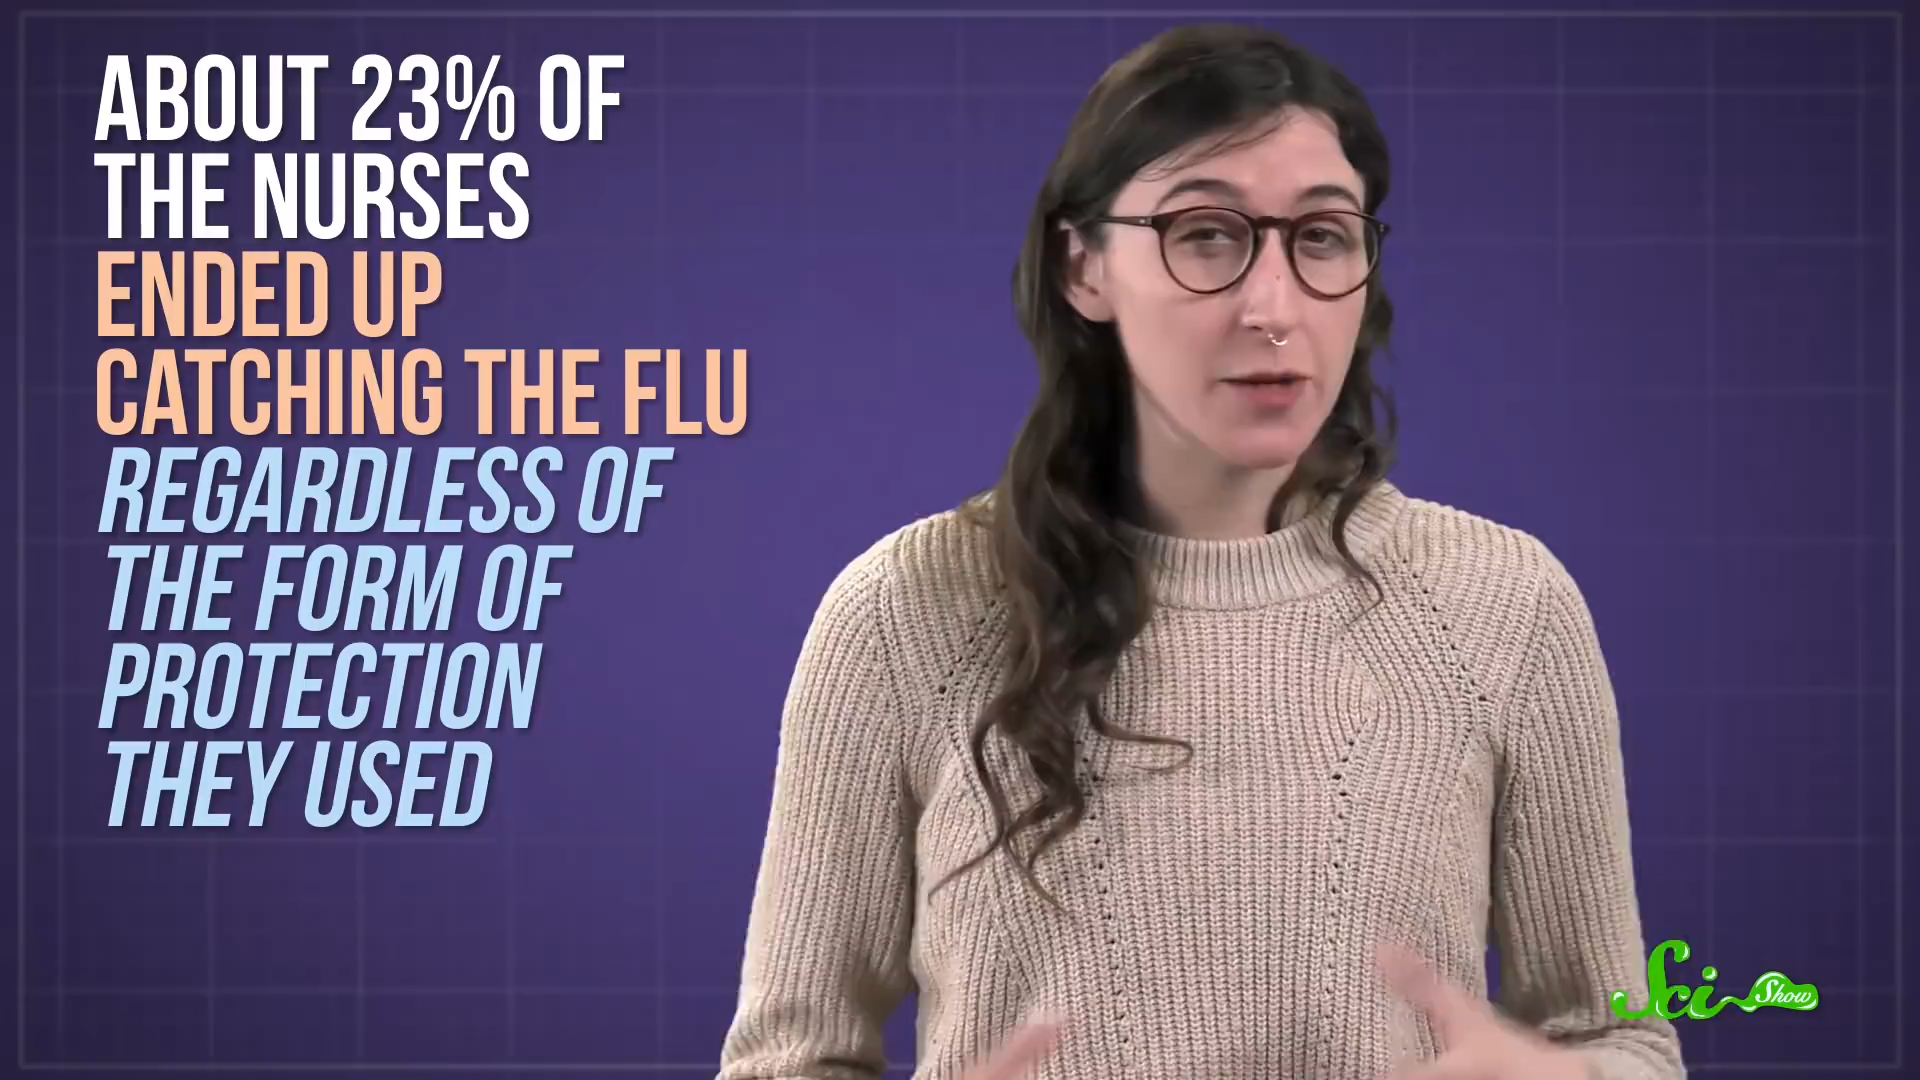 ABOUT 23% OF
THE NURSES
ENDED UP
CATCHING THE FLU
REGARDLESS OF
THE FORM OF
PROTECTION
THEY USED
Sci Show